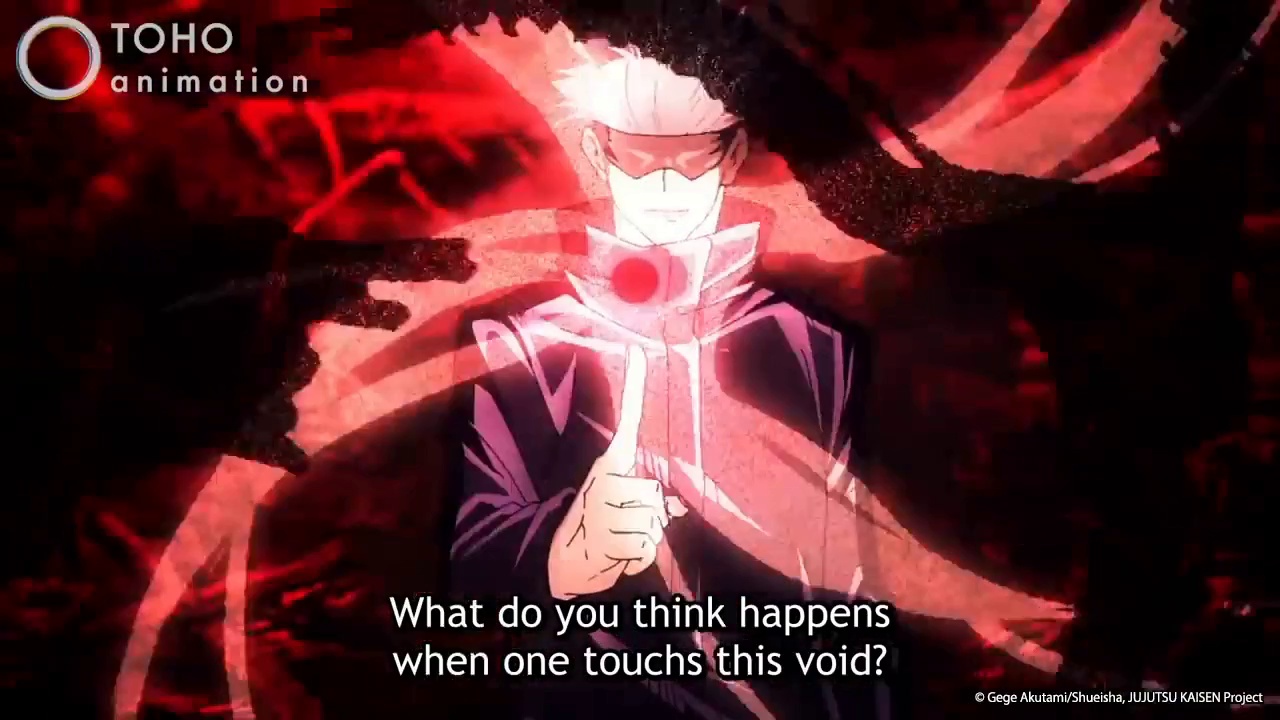 TOHO
animation
What do you think happens
when one touchs this void?
© Gege Akutami/Shueisha, JUJUTSU KAISEN Project